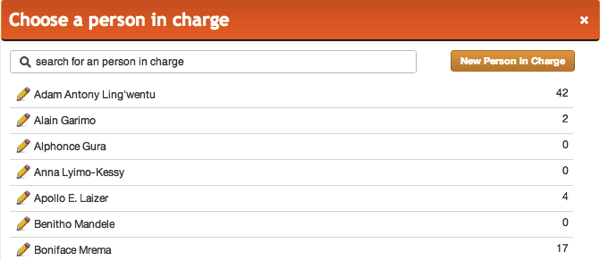 Choose a person in charge ×
search for an person in charge New Person in Charge
Adam Antony Ling'wentu 42
Alain Garimo 2
Alphonce Gura 0
Anna Lyimo-Kessy 0
Apollo E. Laizer 4
Benitho Mandele 0
Boniface Mrema 17